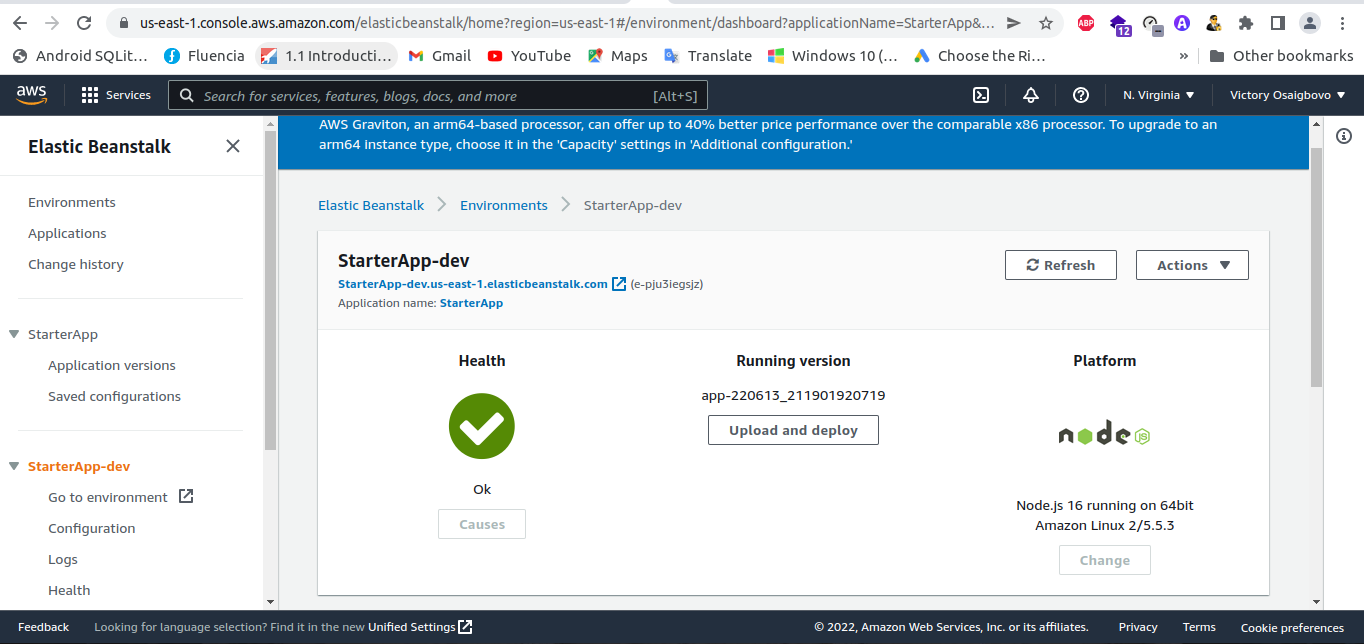 us-east-1.console.aws.amazon.com/elasticbeanstalk/home?region=us-east-1#/environment/dashboard?applicationName=StarterApp&...
ABP
12
A
Android SQLit...
Fluencia
1.1 Introducti...
Gmail
YouTube
Maps
Translate
Windows 10 (...
Choose the Ri...
»
Other bookmarks
aws
Services
Search for services, features, blogs, docs, and more
[Alt+S]
N. Virginia
Victory Osaigbovo
Elastic Beanstalk
Environments
Applications
Change history
StarterApp
Application versions
Saved configurations
StarterApp-dev
Go to environment
Configuration
Logs
Health
AWS Graviton, an arm64-based processor, can offer up to 40% better price performance over the comparable x86 processor. To upgrade to an
arm64 instance type, choose it in the 'Capacity' settings in 'Additional configuration.'
Elastic Beanstalk > Environments > StarterApp-dev
StarterApp-dev
StarterApp-dev.us-east-1.elasticbeanstalk.com (e-pju3iegsjz)
Application name: StarterApp
Refresh
Actions
Health
Ok
Causes
Running version
app-220613_211901920719
Upload and deploy
Platform
node JS
Node.js 16 running on 64bit
Amazon Linux 2/5.5.3
Change
Feedback
Looking for language selection? Find it in the new Unified Settings
© 2022, Amazon Web Services, Inc. or its affiliates.
Privacy
Terms
Cookie preferences